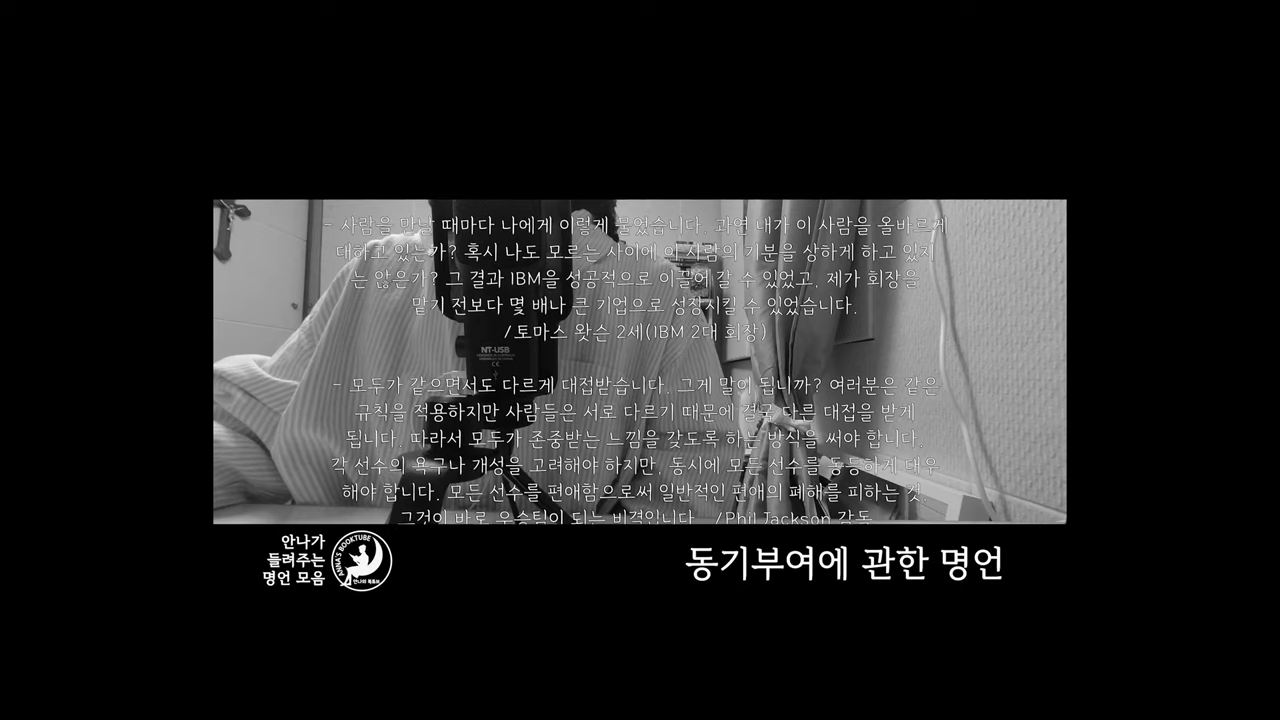 - 사람을 만날 때마다 나에게 이렇게 물었습니다. 과연 내가 이 사람을 올바르게
대하고 있는가? 혹시 나도 모르는 사이에 이 사람의 기분을 상하게 하고 있지
는 않은가? 그 결과 IBM을 성공적으로 이끌어 갈 수 있었고, 제가 회장을
맡기 전보다 몇 배나 큰 기업으로 성장시킬 수 있었습니다.
/토마스 왓슨 2세(IBM 2대 회장)
NT-USB
- 모두가 같으면서도 다르게 대접받습니다. 그게 말이 됩니까? 여러분은 같은
규칙을 적용하지만 사람들은 서로 다르기 때문에 결국 다른 대접을 받게
됩니다. 따라서 모두가 존중받는 느낌을 갖도록 하는 방식을 써야 합니다.
각 선수의 욕구나 개성을 고려해야 하지만, 동시에 모든 선수를 동등하게 대우
해야 합니다. 모든 선수를 편애함으로써 일반적인 편애의 폐해를 피하는 것,
그것이 바로 우승팀이 되는 비결입니다. /Phil Jackson 감독
안나가
들려주는
명언 모음
ANNA'S BOOKTUBE
동기부여에 관한 명언